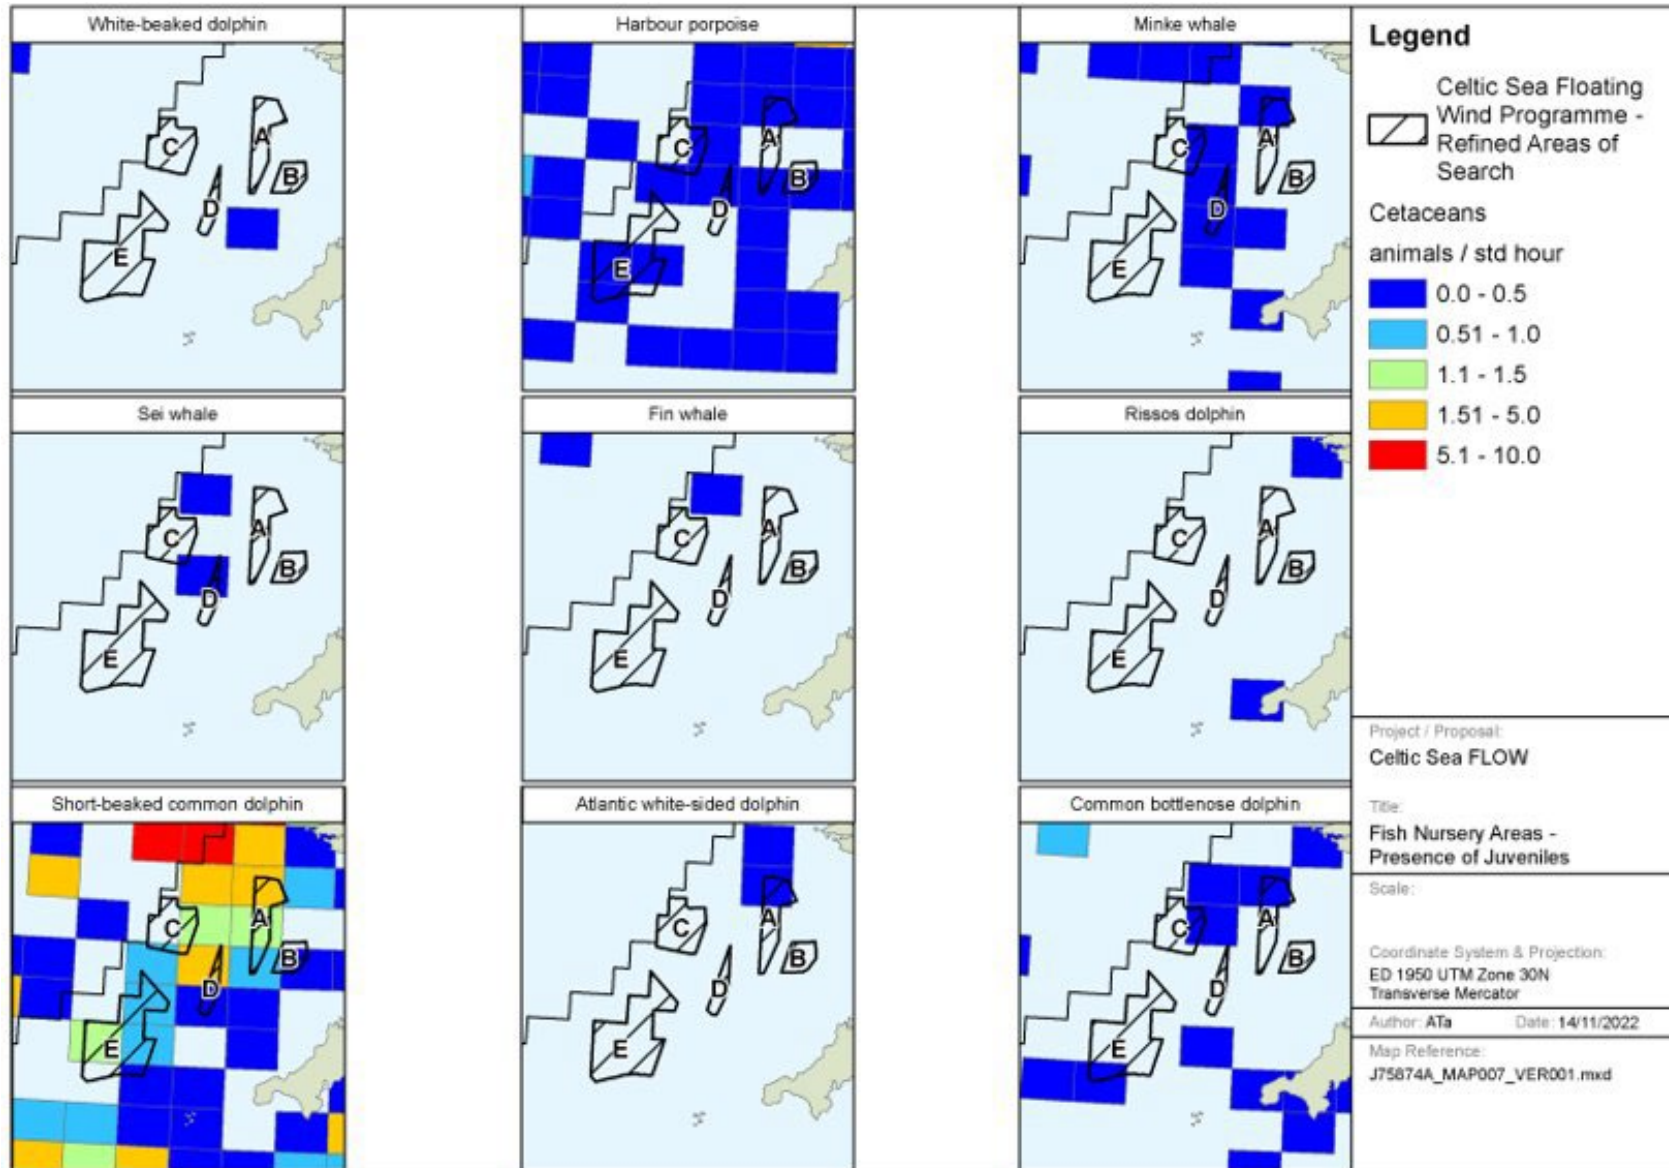 White-beaked dolphin
Harbour porpoise
Minke whale
A
B
C
D
E
A
B
C
D
E
A
B
C
D
E
Sei whale
Fin whale
Rissos dolphin
A
B
C
D
E
A
B
C
D
E
A
B
C
D
E
Short-beaked common dolphin
Atlantic white-sided dolphin
Common bottlenose dolphin
A
B
C
D
E
A
B
C
D
E
A
B
C
D
E
Legend
Celtic Sea Floating
Wind Programme -
Refined Areas of
Search
Cetaceans
animals / std hour
0.0 - 0.5
0.51 - 1.0
1.1 - 1.5
1.51 - 5.0
5.1 - 10.0
Project / Proposal:
Celtic Sea FLOW
Title:
Fish Nursery Areas -
Presence of Juveniles
Scale:
Coordinate System & Projection:
ED 1950 UTM Zone 30N
Transverse Mercator
Author: ATa Date: 14/11/2022
Map Reference:
J75874A_MAP007_VER001.mxd